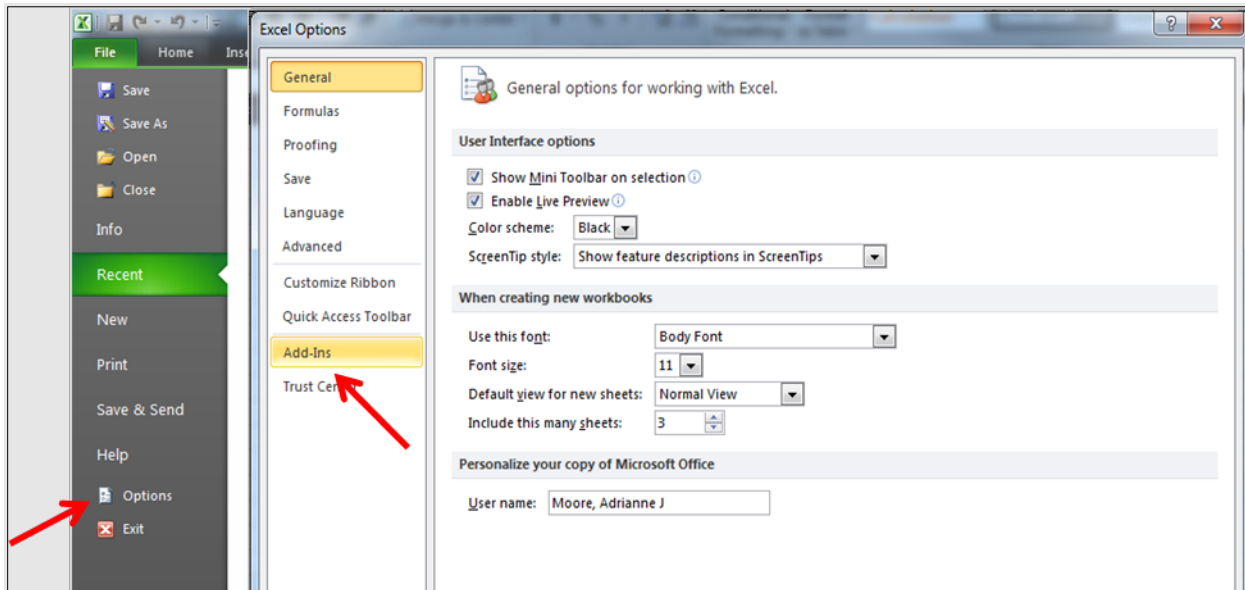 Excel Options
File Home Inse
Save
Save As
Open
Close
Info
Recent
New
Print
Save & Send
Help
Options
Exit
General
Formulas
Proofing
Save
Language
Advanced
Customize Ribbon
Quick Access Toolbar
Add-Ins
Trust
General options for working with Excel.
User Interface options
Show Mini Toolbar on selection
Enable Live Preview
Color scheme: Black
ScreenTip style: Show feature descriptions in ScreenTips
When creating new workbooks
Use this font: Body Font
Font size: 11
Default view for new sheets: Normal View
Include this many sheets: 3
Personalize your copy of Microsoft Office
User name: Moore, Adrianne J